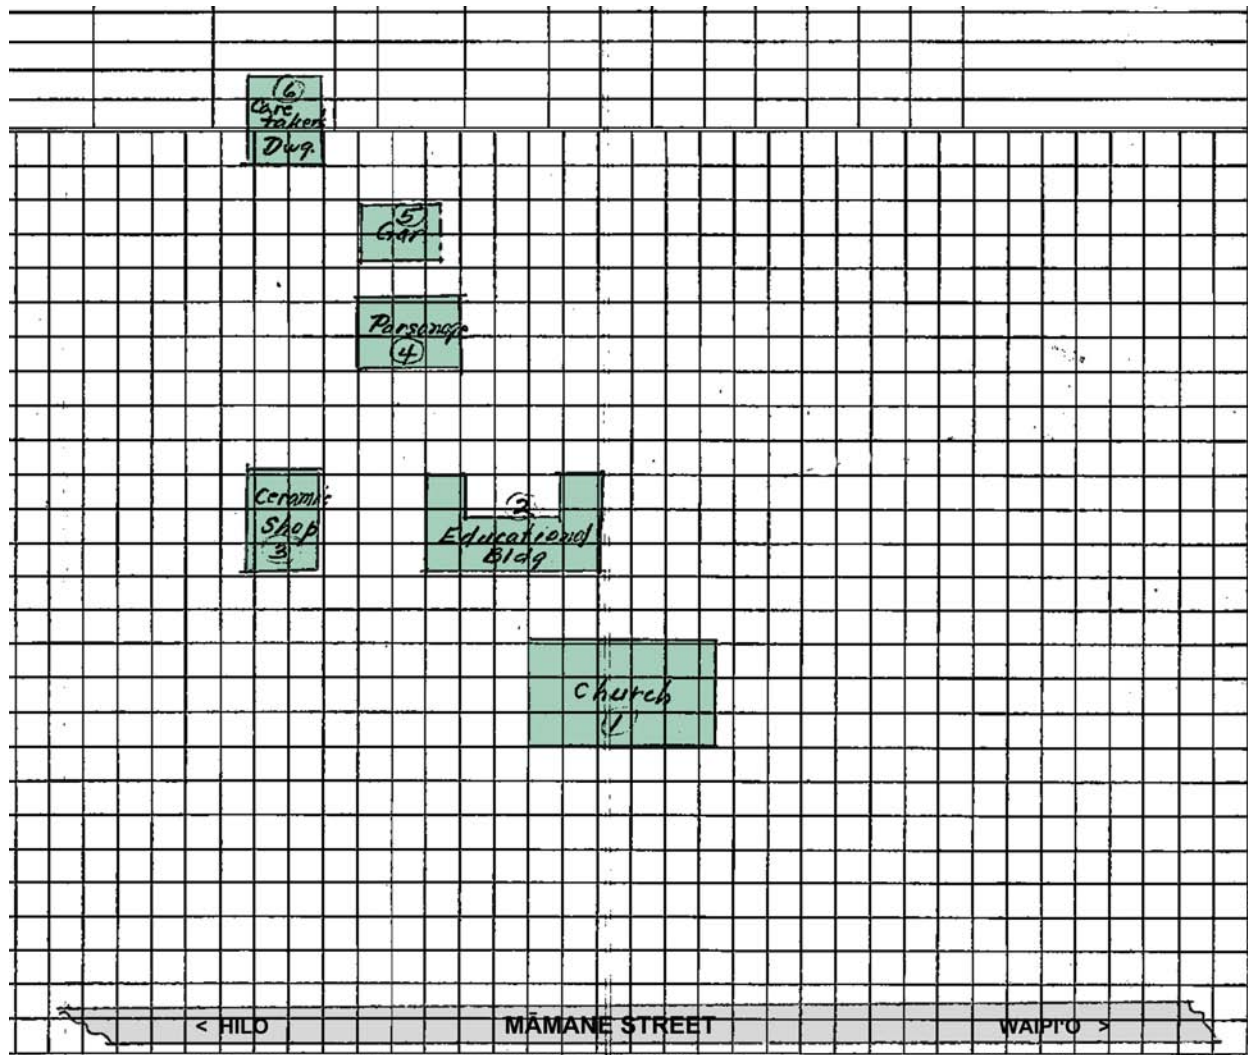 6
Care
takers
Dwg.
5
Gar.
Parsonage
4
Ceramic
Shop
3
2
Educational
Bldg
Church
1
< HILO MĀMANE STREET WAIPI'O >